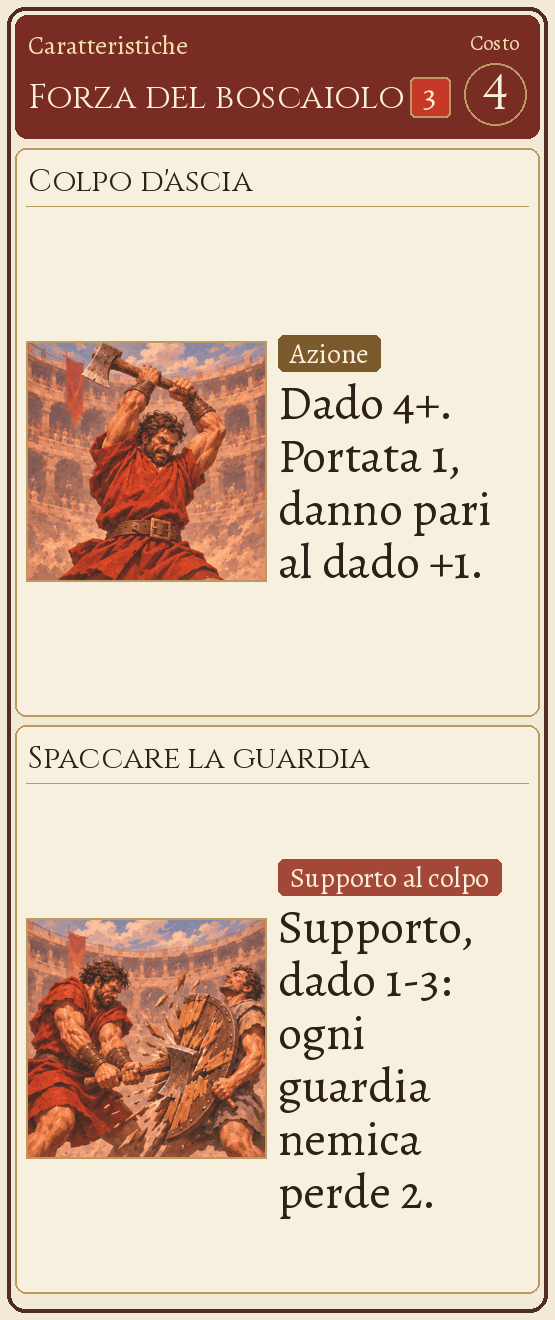 Caratteristiche
Costo
Forza del boscaiolo 3
4
Colpo d'ascia
Azione
Dado 4+.
Portata 1,
danno pari
al dado +1.
Spaccare la guardia
Supporto al colpo
Supporto,
dado 1-3:
ogni
guardia
nemica
perde 2.